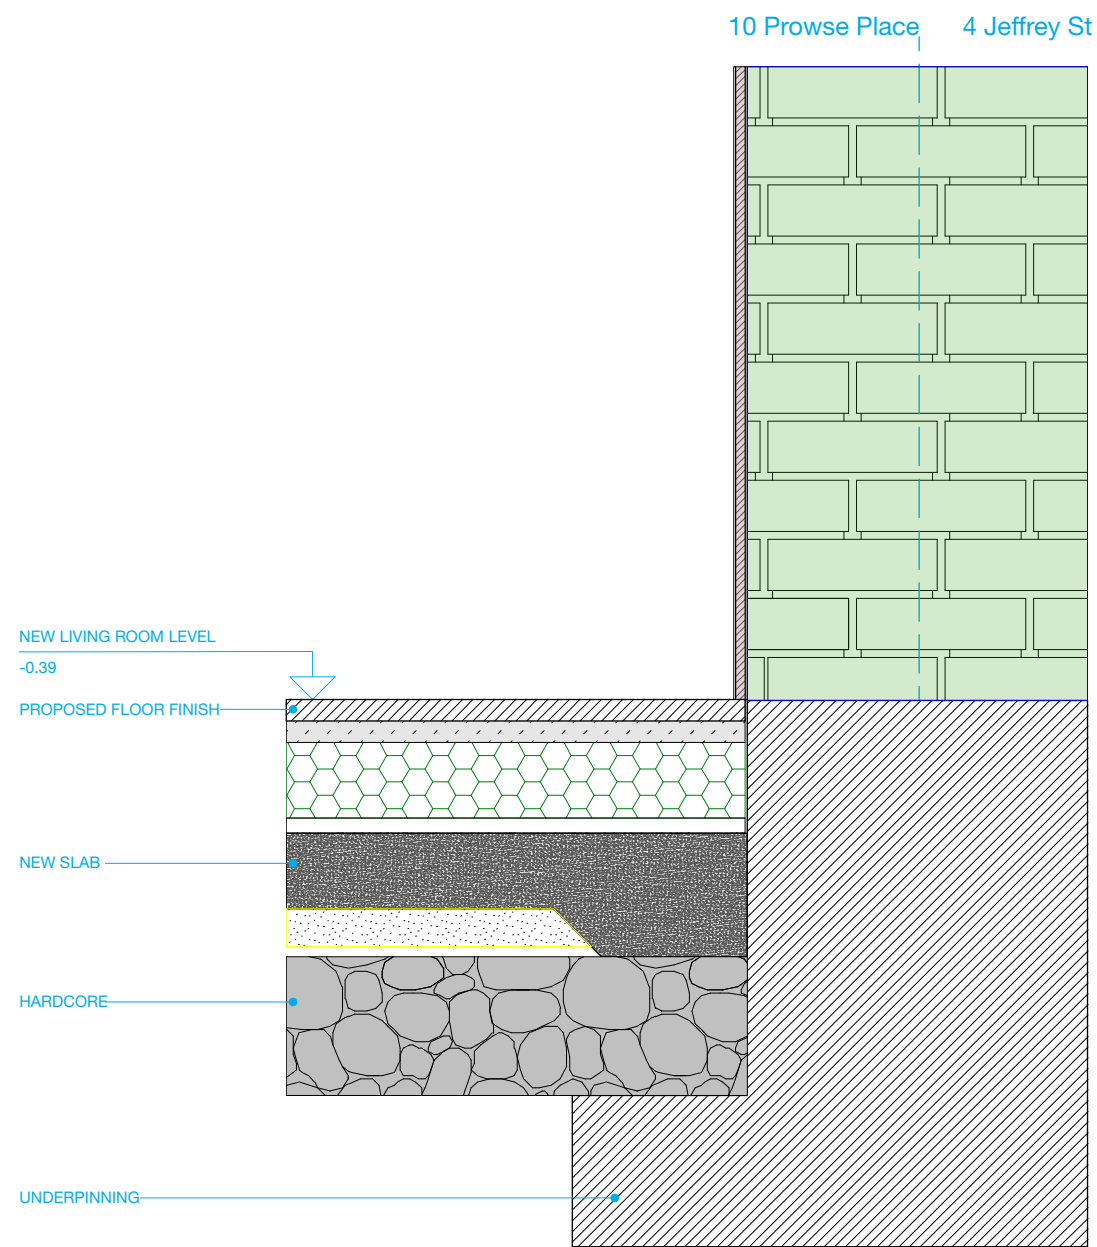 10 Prowse Place 4 Jeffrey St
NEW LIVING ROOM LEVEL
-0.39
PROPOSED FLOOR FINISH
NEW SLAB
HARDCORE
UNDERPINNING